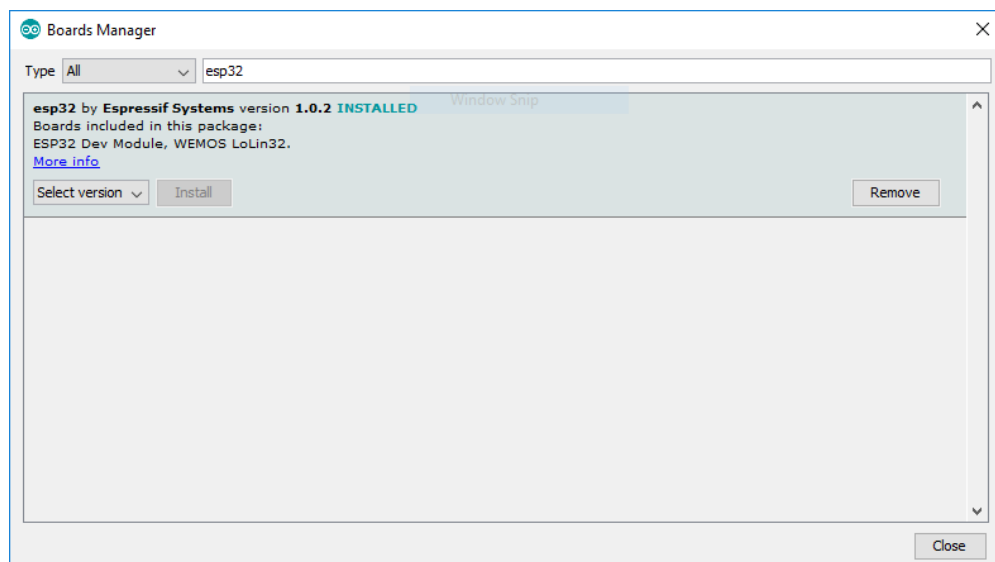 Boards Manager
Type All esp32
Window Snip
esp32 by Espressif Systems version 1.0.2 INSTALLED
Boards included in this package:
ESP32 Dev Module, WEMOS LoLin32.
More info
Select version Install Remove
Close